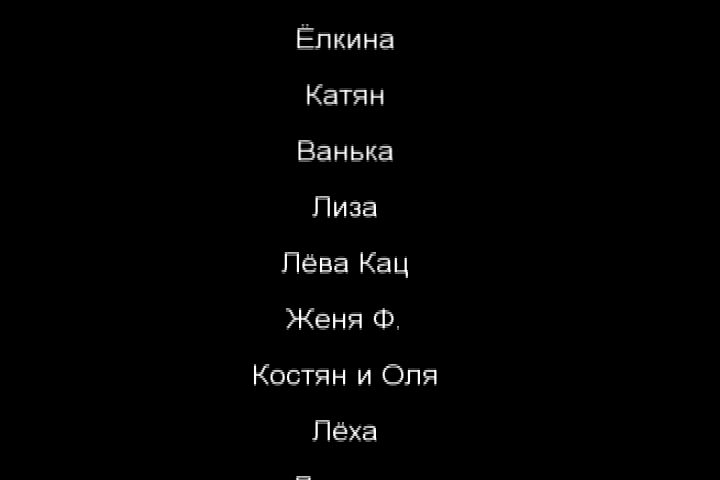 Ёлкина
Катян
Ванька
Лиза
Лёва Кац
Женя Ф.
Костян и Оля
Лёха